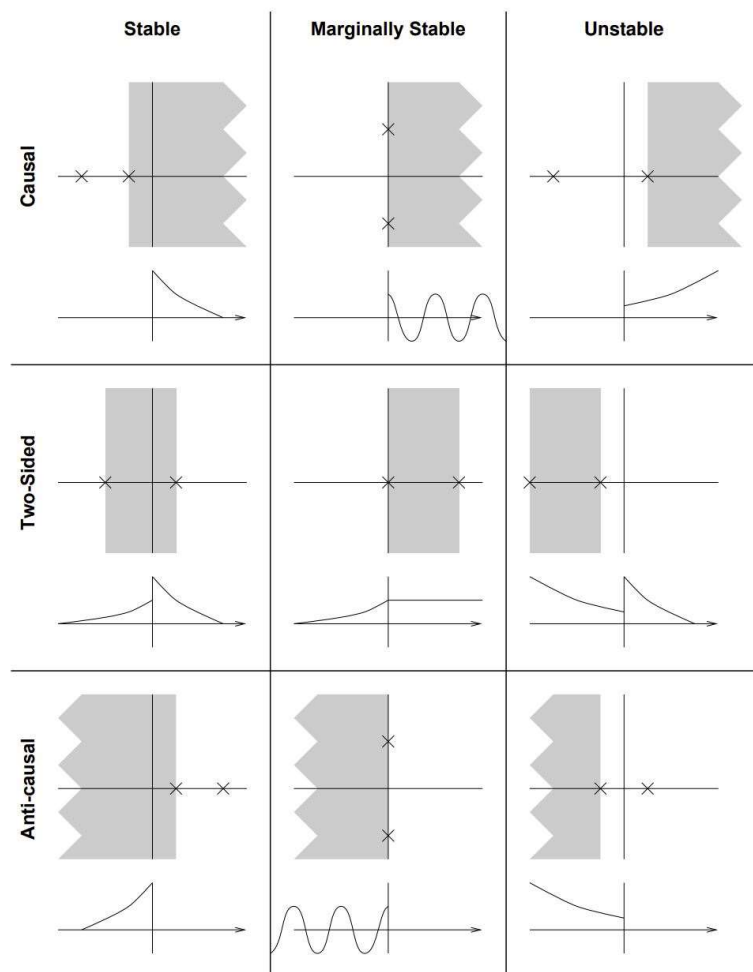 Stable
Marginally Stable
Unstable
Causal
Two-Sided
Anti-causal